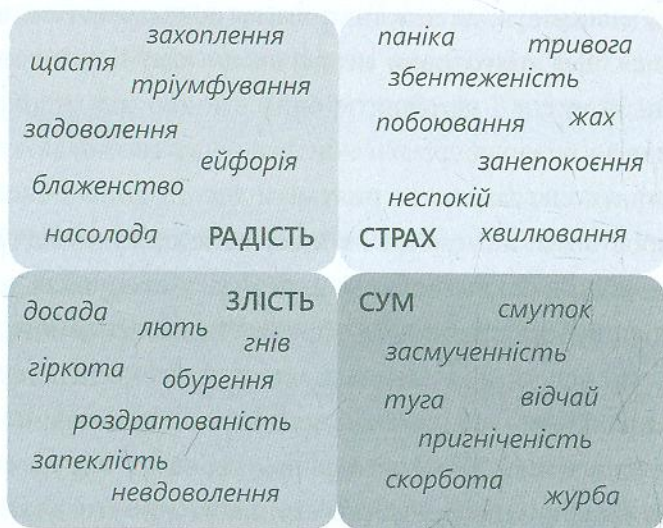 захоплення
щастя
тріумфування
задоволення
ейфорія
блаженство
насолода РАДІСТЬ
паніка тривога
збентеженість
побоювання жах
занепокоєння
неспокій
СТРАХ хвилювання
досада ЗЛІСТЬ
лють гнів
гіркота обурення
роздратованість
запеклість
невдоволення
СУМ смуток
засмученність
туга відчай
пригніченість
скорбота журба